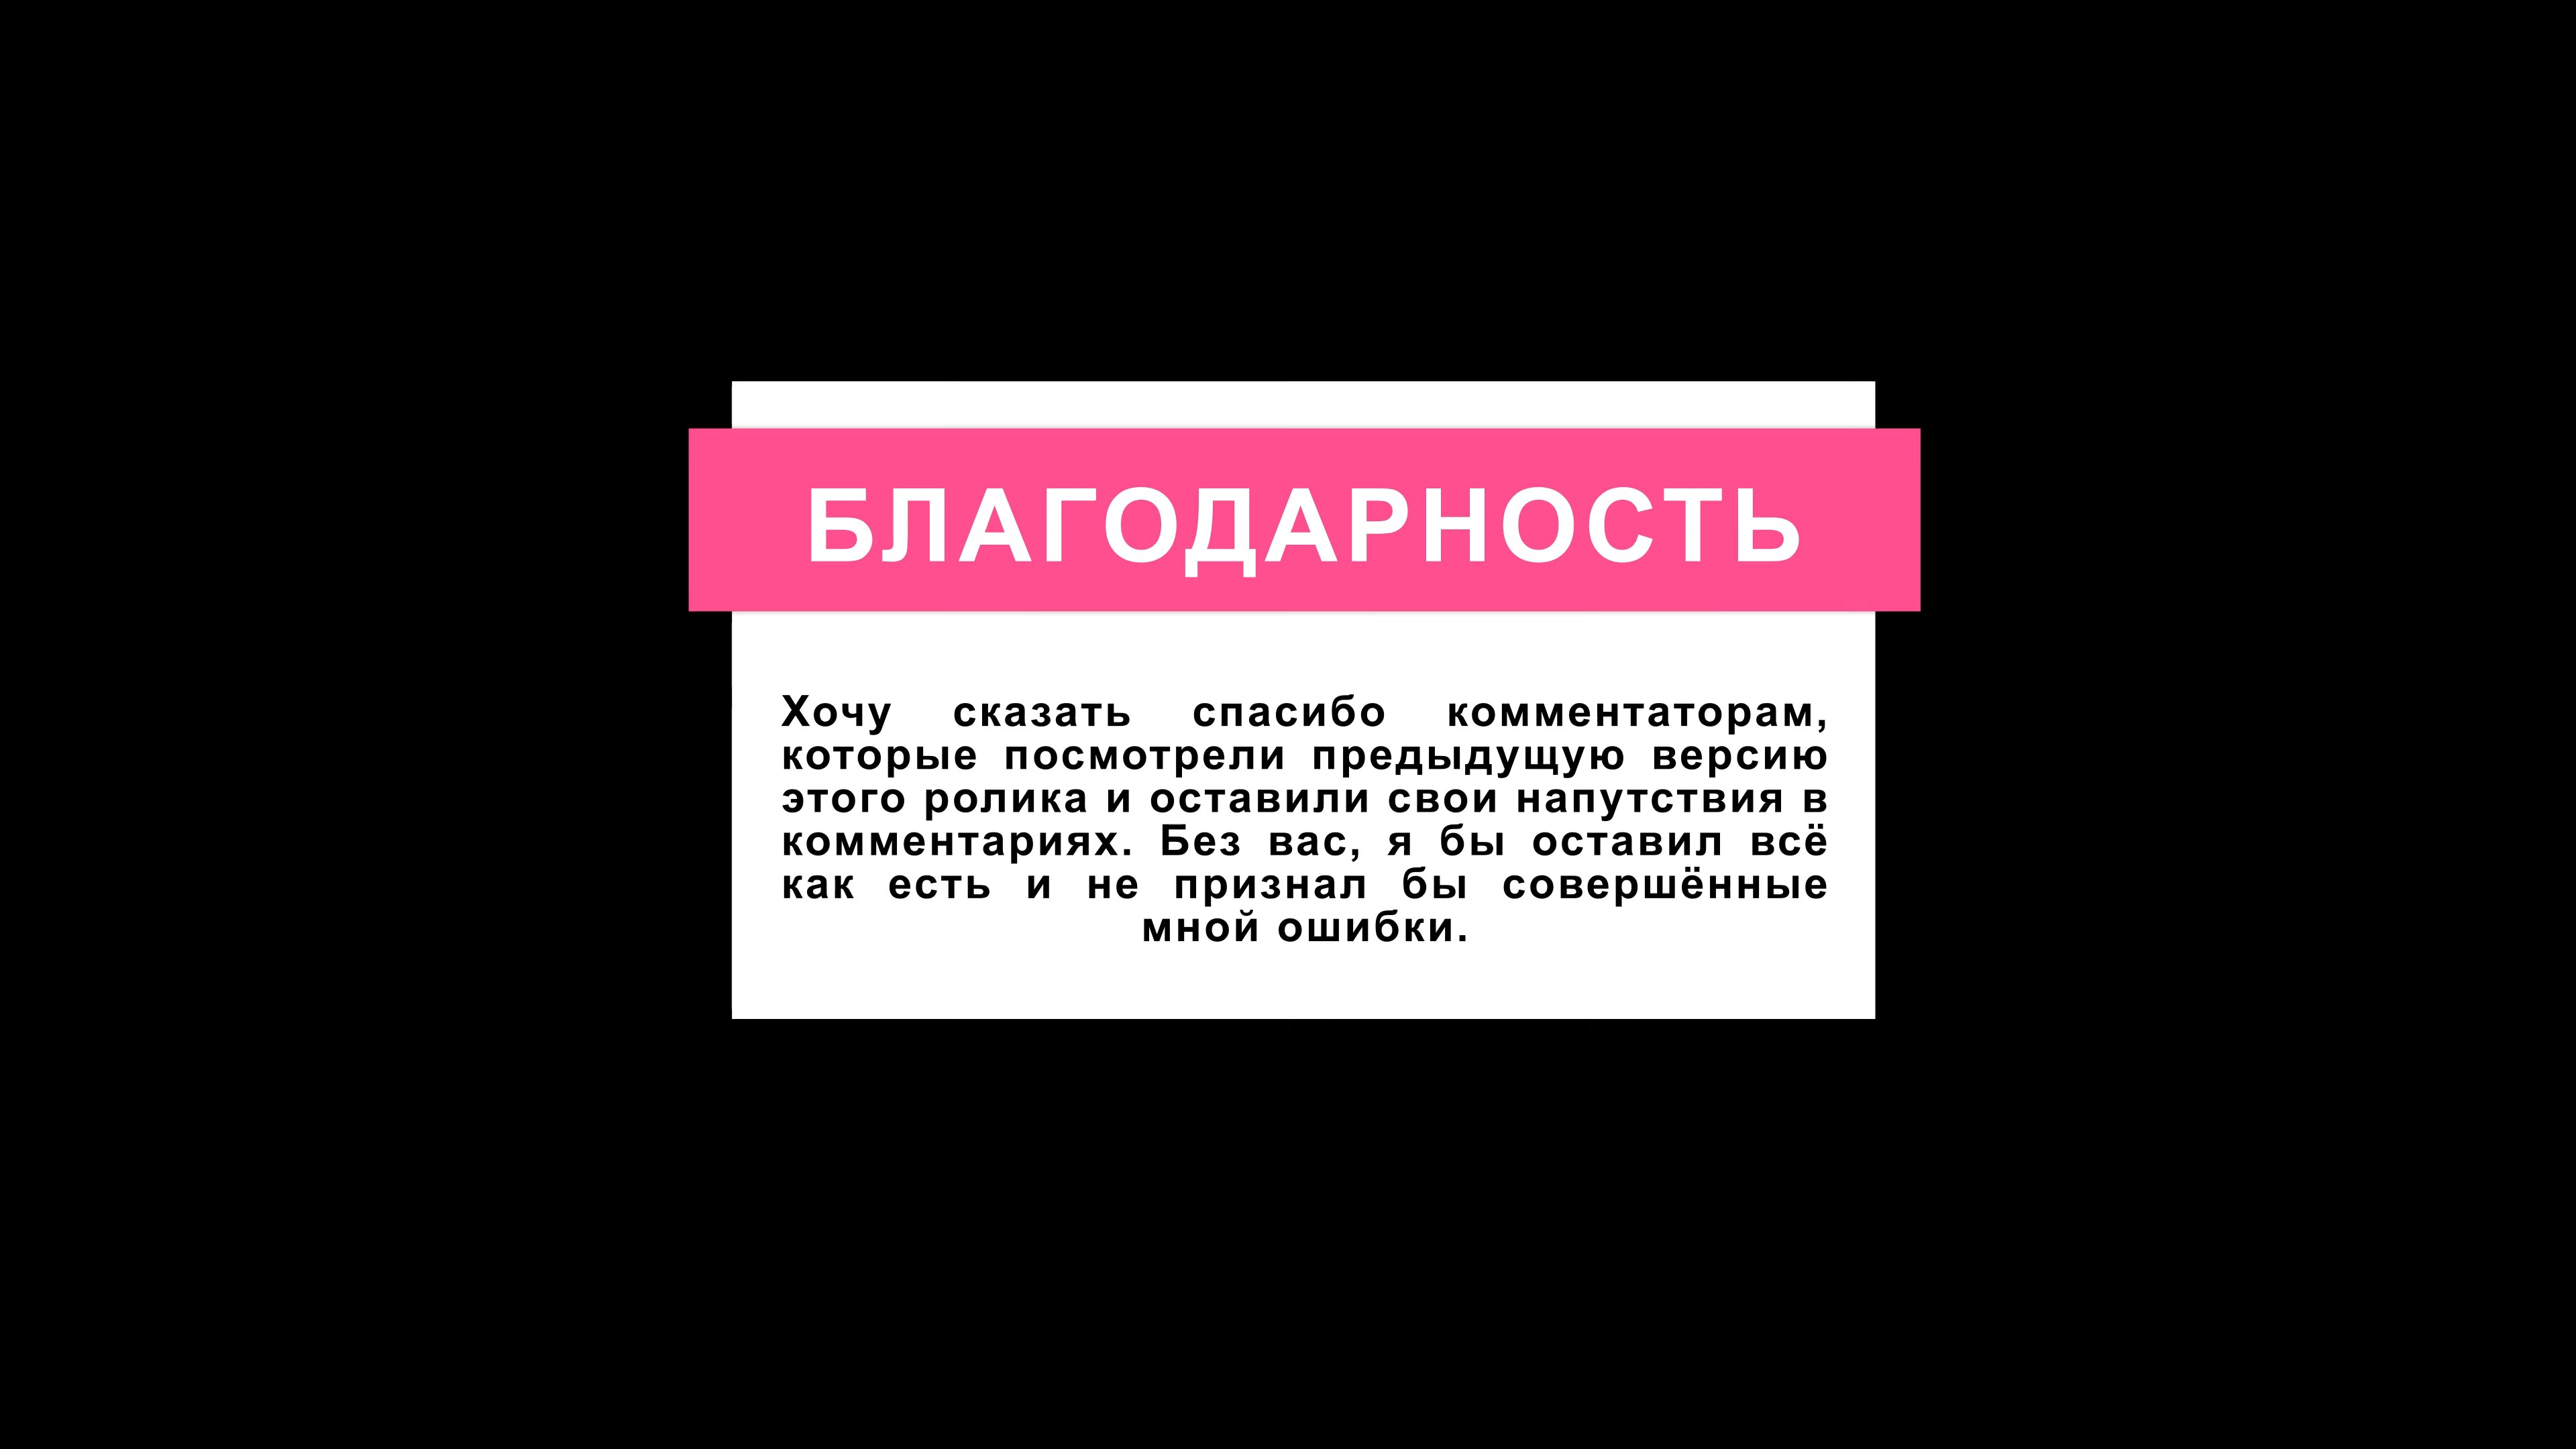 БЛАГОДАРНОСТЬ
Хочу сказать спасибо комментаторам,
которые посмотрели предыдущую версию
этого ролика и оставили свои напутствия в
комментариях. Без вас, я бы оставил всё
как есть и не признал бы совершённые
мной ошибки.